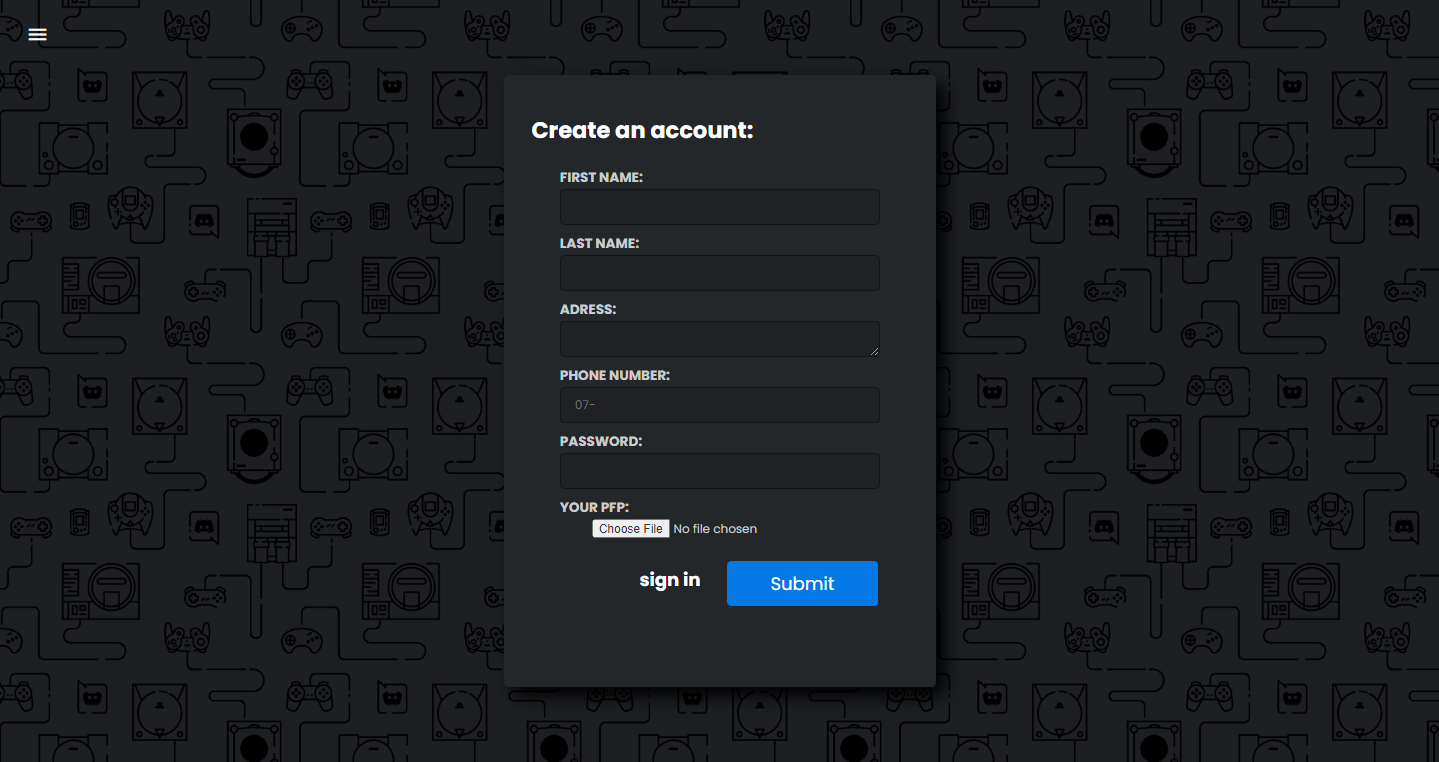 Create an account:
FIRST NAME:
LAST NAME:
ADRESS:
PHONE NUMBER:
07-
PASSWORD:
YOUR PFP:
Choose File No file chosen
sign in Submit